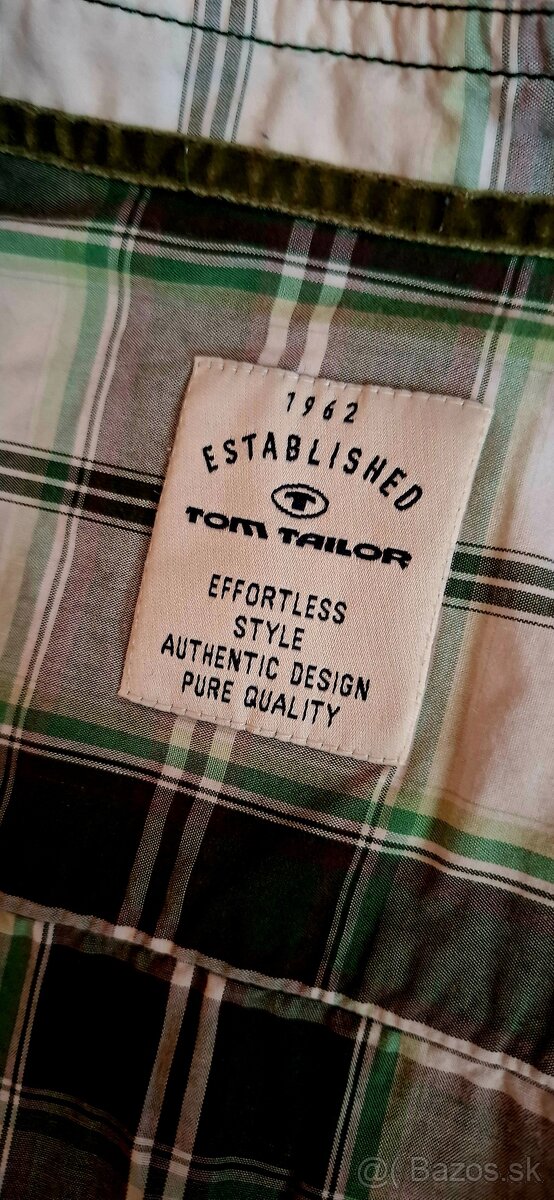 1962
ESTABLISHED
T
TOM TAILOR
EFFORTLESS
STYLE
AUTHENTIC DESIGN
PURE QUALITY
@( Bazos.sk